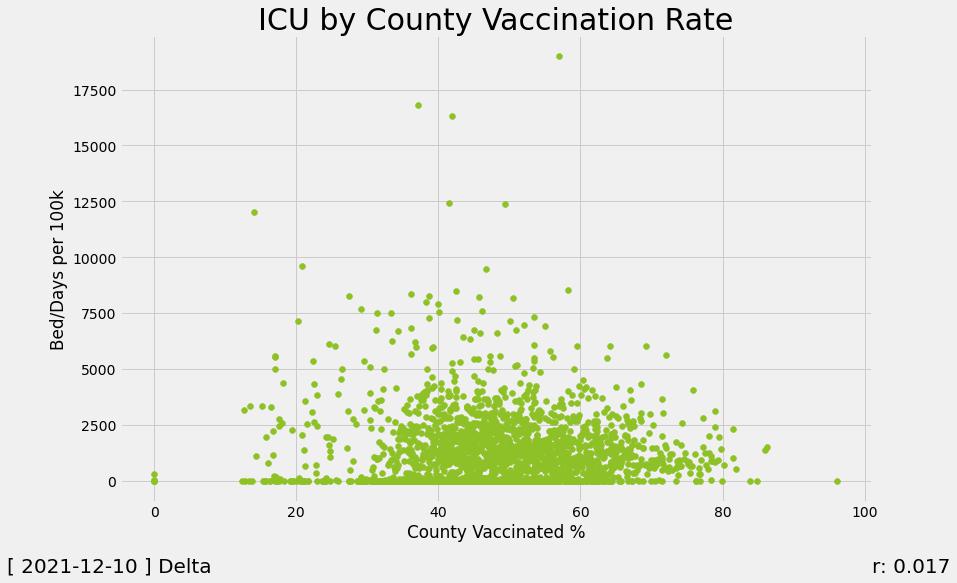 ICU by County Vaccination Rate
17500
15000
12500
10000
7500
5000
2500
0
Bed/Days per 100k
0 20 40 60 80 100
County Vaccinated %
[ 2021-12-10 ] Delta
r: 0.017